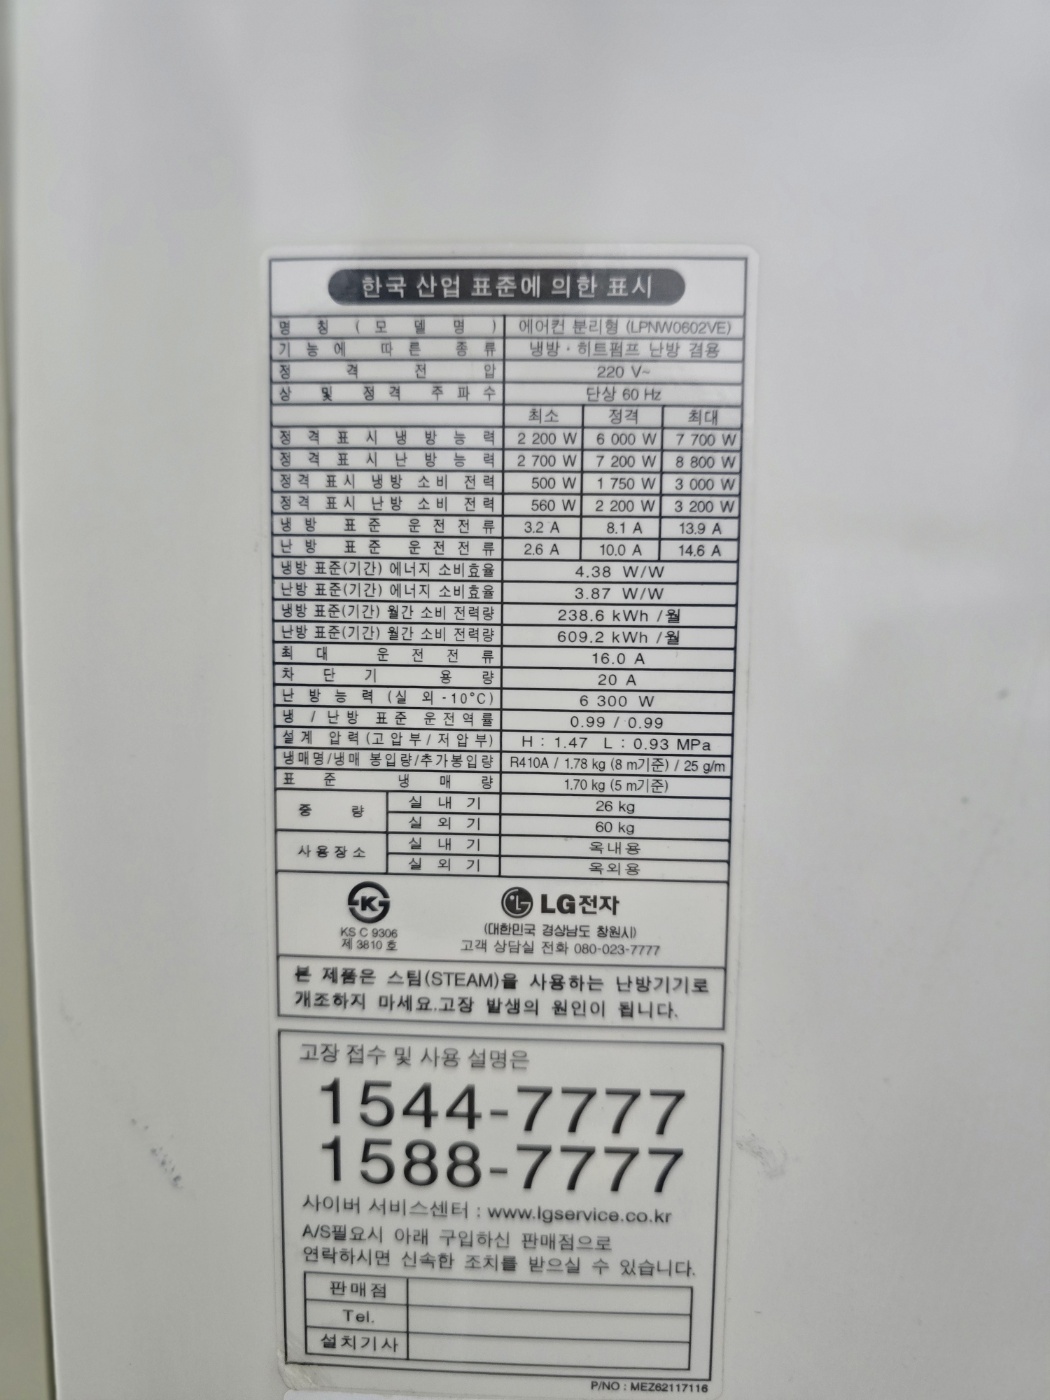 한국 산업 표준에 의한 표시
명칭(모델명) 에어컨 분리형 (LPNW0602VE)
기능에 따른 종류 냉방 · 히트펌프 난방 겸용
정격전압 220 V~
상 및 정격 주파수 단상 60 Hz
최소 정격 최대
정격표시냉방능력 2 200 W 6 000 W 7 700 W
정격표시난방능력 2 700 W 7 200 W 8 800 W
정격 표시 냉방 소비 전력 500 W 1 750 W 3 000 W
정격 표시 난방 소비 전력 560 W 2 200 W 3 200 W
냉방 표준 운전전류 3.2 A 8.1 A 13.9 A
난방 표준 운전전류 2.6 A 10.0 A 14.6 A
냉방 표준(기간) 에너지 소비효율 4.38 W/W
난방 표준(기간) 에너지 소비효율 3.87 W/W
냉방 표준(기간) 월간 소비 전력량 238.6 kWh /월
난방 표준(기간) 월간 소비 전력량 609.2 kWh /월
최대 운전전류 16.0 A
차단기 용량 20 A
난방능력(실외-10°C) 6 300 W
냉/난방 표준 운전역률 0.99 / 0.99
설계 압력(고압부/저압부) H : 1.47 L : 0.93 MPa
냉매명/냉매 봉입량/추가봉입량 R410A / 1.78 kg (8 m기준) / 25 g/m
표준 냉매량 1.70 kg (5 m기준)
중량 실내기 26 kg
실외기 60 kg
사용장소 실내기 옥내용
실외기 옥외용
KS C 9306
제 3810 호
LG전자
(대한민국 경상남도 창원시)
고객 상담실 전화 080-023-7777
본 제품은 스팀(STEAM)을 사용하는 난방기기로
개조하지 마세요.고장 발생의 원인이 됩니다.
고장 접수 및 사용 설명은
1544-7777
1588-7777
사이버 서비스센터 : www.lgservice.co.kr
A/S필요시 아래 구입하신 판매점으로
연락하시면 신속한 조치를 받으실 수 있습니다.
판매점
Tel.
설치기사
P/NO : MEZ62117116